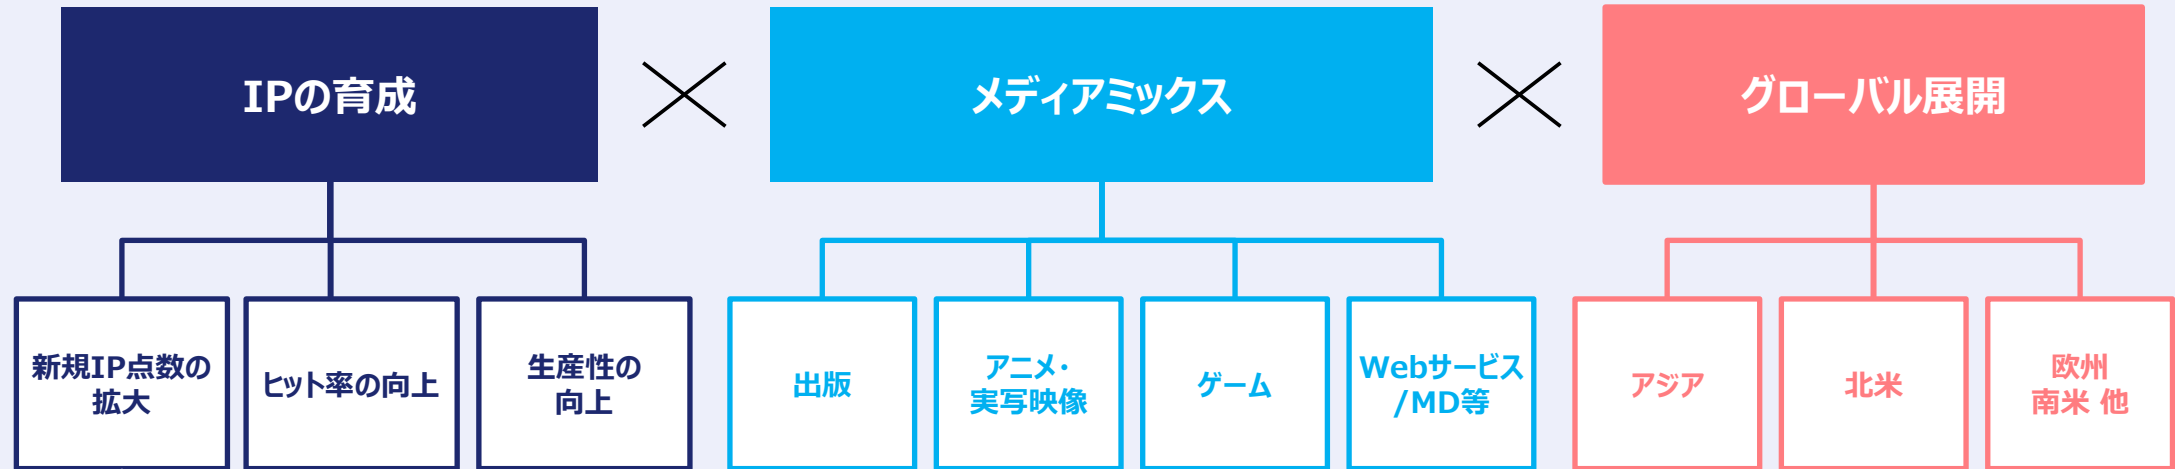 IPの育成
メディアミックス
グローバル展開
新規IP点数の
拡大
ヒット率の向上
生産性の
向上
出版
アニメ・
実写映像
ゲーム
Webサービス
/MD等
アジア
北米
欧州
南米 他